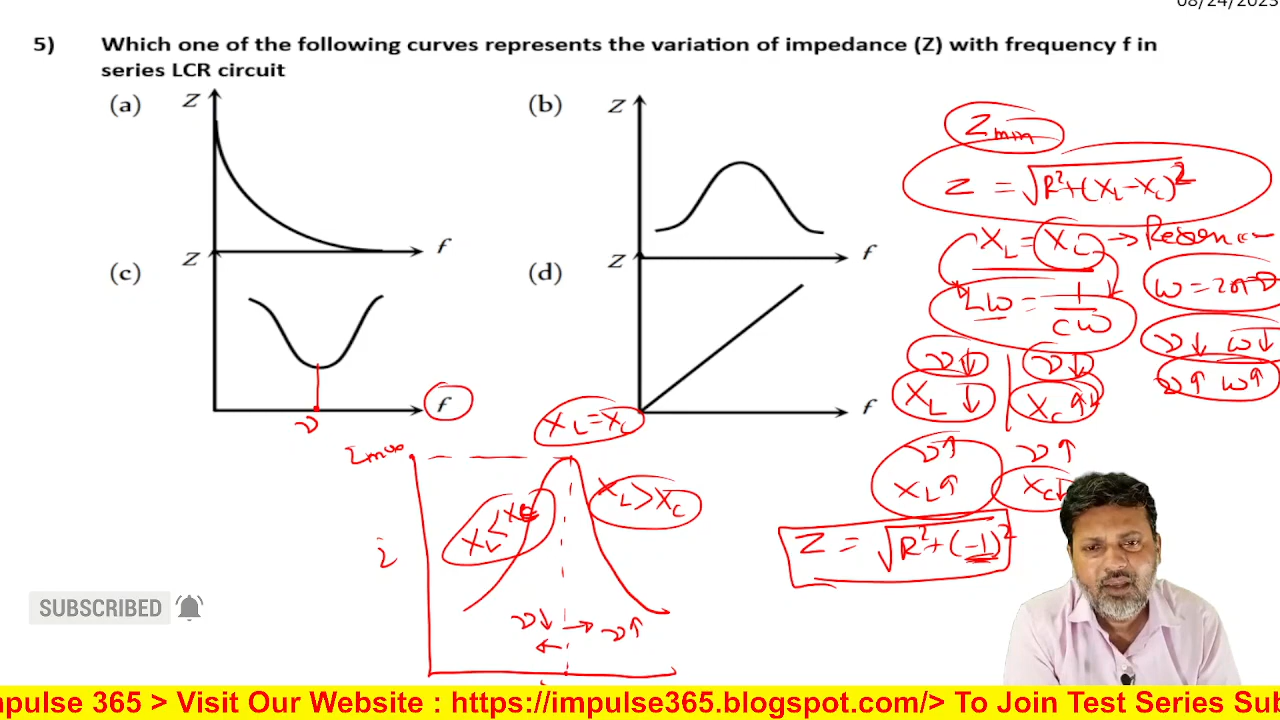 08/24/2023
5) Which one of the following curves represents the variation of impedance (Z) with frequency f in
series LCR circuit
(a) Z f
(b) Z f
(c) Z f
ν
(d) Z f
Zmin
Z = √R²+(XL-XC)²
XL = XC → Resonance
Lω = 1/Cω
ω = 2πν
ν↓ ω↓
ν↑ ω↑
ν↓ ν↓
XL↓ XC↑
ν↑ ν↑
XL↑ XC↓
Z = √R²+(-1)²
XL = XC
i
XL < XC
XL > XC
ν↓ → ν↑
←
SUBSCRIBED
mpulse 365 > Visit Our Website : https://impulse365.blogspot.com/> To Join Test Series Sub